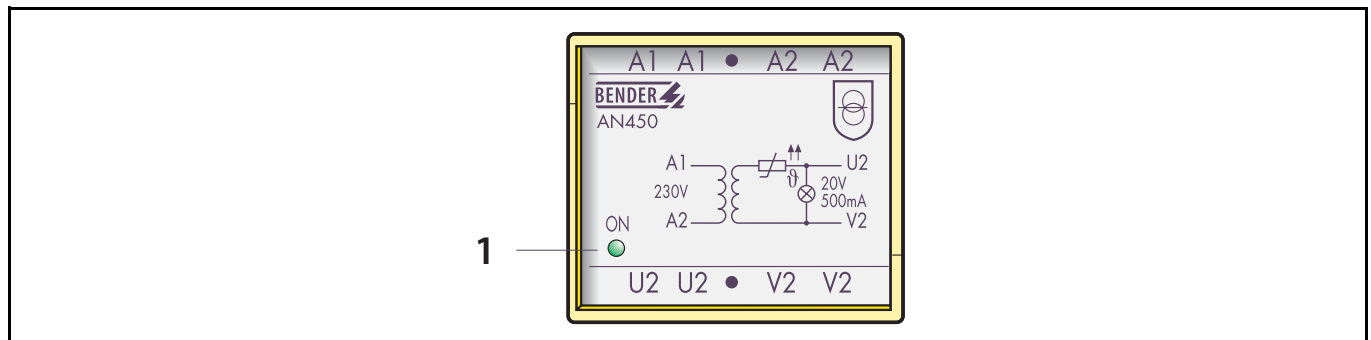 A1 A1 • A2 A2
BENDER
AN450
A1 U2
ϑ 20V
230V 500mA
A2 V2
ON
1
U2 U2 • V2 V2